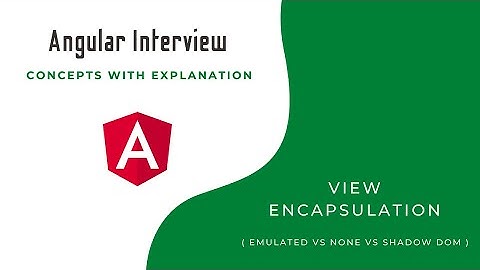 Angular Interview
CONCEPTS WITH EXPLANATION
A
VIEW
ENCAPSULATION
( EMULATED VS NONE VS SHADOW DOM )